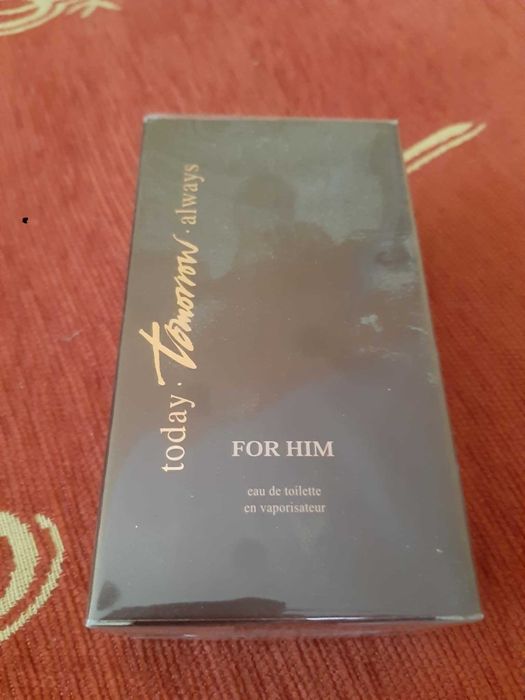 today · tomorrow · always
FOR HIM
eau de toilette
en vaporisateur